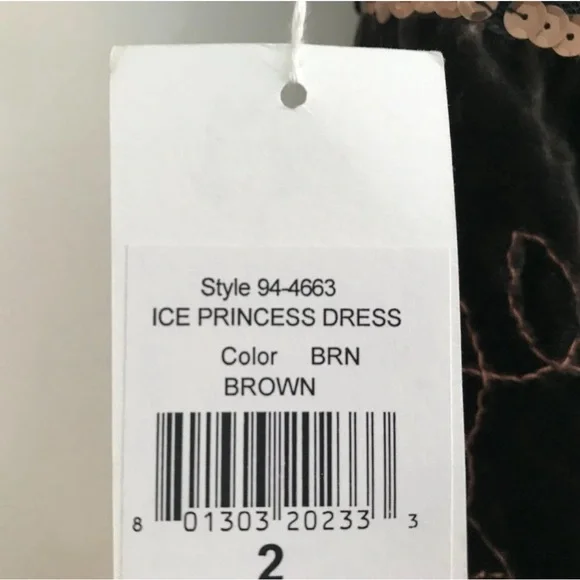 Style 94-4663
ICE PRINCESS DRESS
Color BRN
BROWN
8 01303 20233 3
2